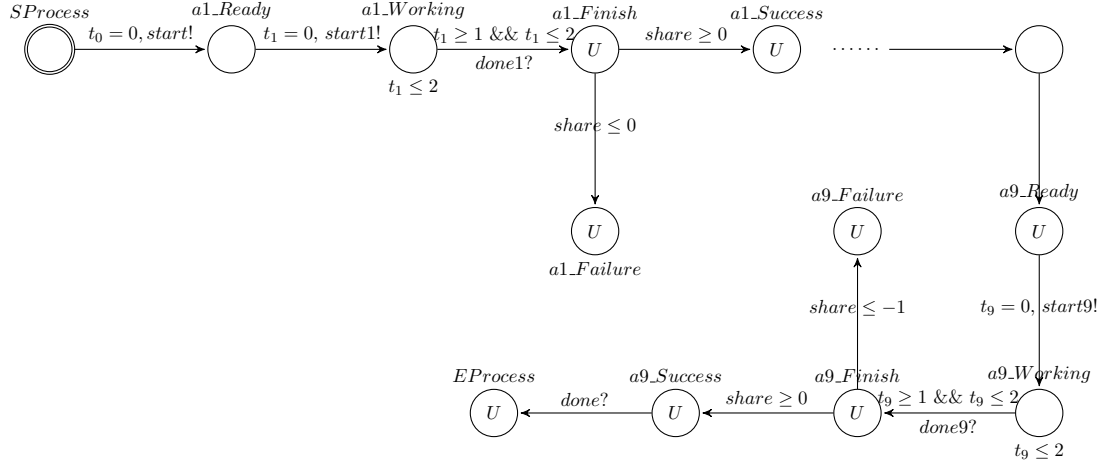 SProcess
a1_Ready
a1_Working
a1_Finish
a1_Success
t₀ = 0, start!
t₁ = 0, start1!
t₁ ≥ 1 && t₁ ≤ 2
done1?
share ≥ 0
......
U
U
t₁ ≤ 2
share ≤ 0
a9_Failure
a9_Ready
U
U
U
a1_Failure
share ≤ −1
t₉ = 0, start9!
EProcess
a9_Success
a9_Finish
a9_Working
done?
share ≥ 0
t₉ ≥ 1 && t₉ ≤ 2
done9?
U
U
U
t₉ ≤ 2